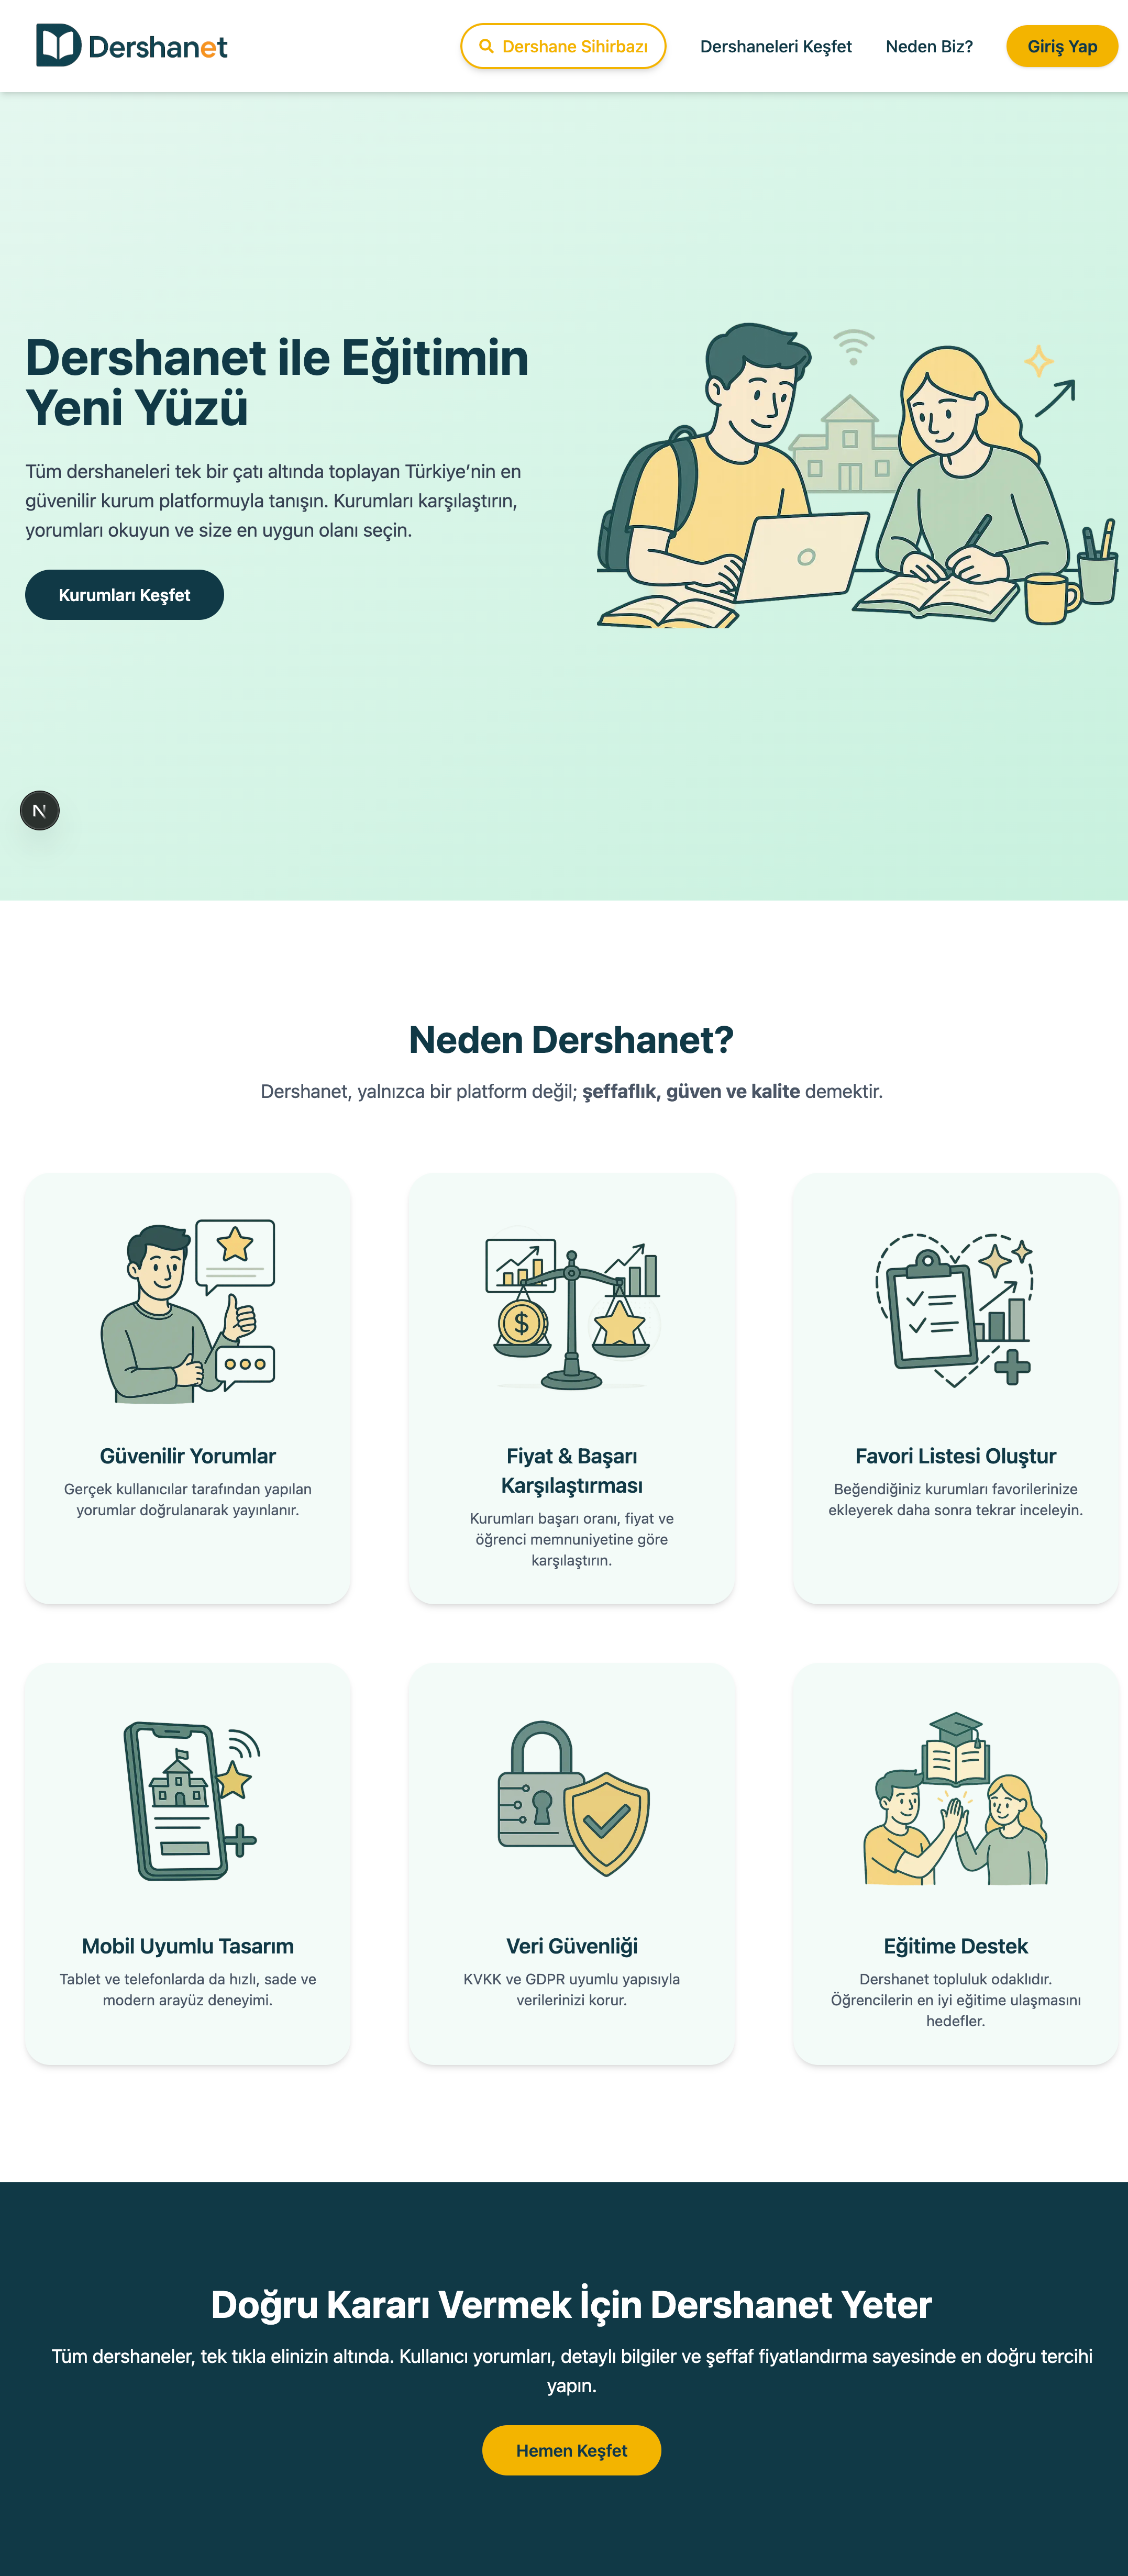 Dershanet
Dershane Sihirbazı
Dershaneleri Keşfet
Neden Biz?
Giriş Yap
Dershanet ile Eğitimin
Yeni Yüzü
Tüm dershaneleri tek bir çatı altında toplayan Türkiye’nin en
güvenilir kurum platformuyla tanışın. Kurumları karşılaştırın,
yorumları okuyun ve size en uygun olanı seçin.
Kurumları Keşfet
N
Neden Dershanet?
Dershanet, yalnızca bir platform değil; şeffaflık, güven ve kalite demektir.
$
Güvenilir Yorumlar
Gerçek kullanıcılar tarafından yapılan
yorumlar doğrulanarak yayınlanır.
Fiyat & Başarı
Karşılaştırması
Kurumları başarı oranı, fiyat ve
öğrenci memnuniyetine göre
karşılaştırın.
Favori Listesi Oluştur
Beğendiğiniz kurumları favorilerinize
ekleyerek daha sonra tekrar inceleyin.
Mobil Uyumlu Tasarım
Tablet ve telefonlarda da hızlı, sade ve
modern arayüz deneyimi.
Veri Güvenliği
KVKK ve GDPR uyumlu yapısıyla
verilerinizi korur.
Eğitime Destek
Dershanet topluluk odaklıdır.
Öğrencilerin en iyi eğitime ulaşmasını
hedefler.
Doğru Kararı Vermek İçin Dershanet Yeter
Tüm dershaneler, tek tıkla elinizin altında. Kullanıcı yorumları, detaylı bilgiler ve şeffaf fiyatlandırma sayesinde en doğru tercihi
yapın.
Hemen Keşfet